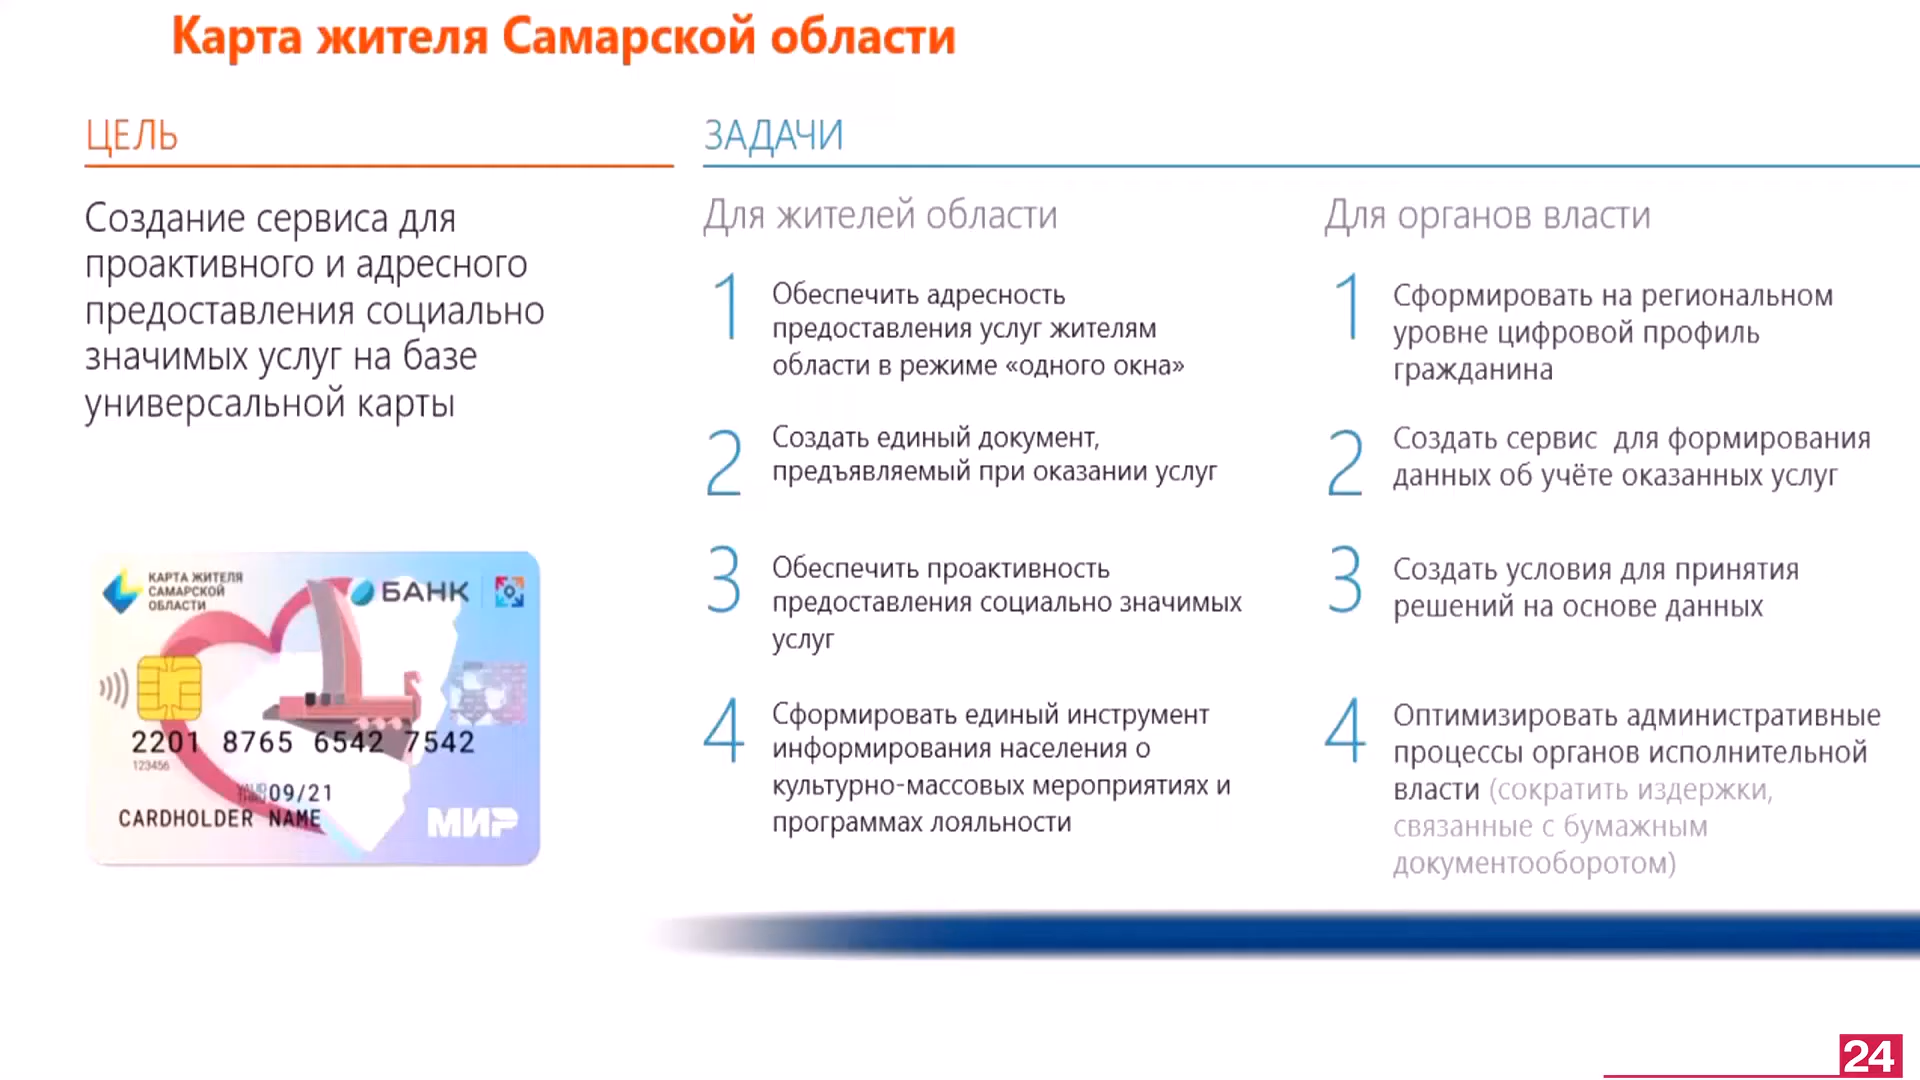 Карта жителя Самарской области
ЦЕЛЬ
Создание сервиса для
проактивного и адресного
предоставления социально
значимых услуг на базе
универсальной карты
КАРТА ЖИТЕЛЯ
САМАРСКОЙ
ОБЛАСТИ
БАНК
2201 8765 6542 7542
123456
VALID
THRU 09/21
CARDHOLDER NAME
МИР
ЗАДАЧИ
Для жителей области
1 Обеспечить адресность
предоставления услуг жителям
области в режиме «одного окна»
2 Создать единый документ,
предъявляемый при оказании услуг
3 Обеспечить проактивность
предоставления социально значимых
услуг
4 Сформировать единый инструмент
информирования населения о
культурно-массовых мероприятиях и
программах лояльности
Для органов власти
1 Сформировать на региональном
уровне цифровой профиль
гражданина
2 Создать сервис для формирования
данных об учёте оказанных услуг
3 Создать условия для принятия
решений на основе данных
4 Оптимизировать административные
процессы органов исполнительной
власти (сократить издержки,
связанные с бумажным
документооборотом)
24